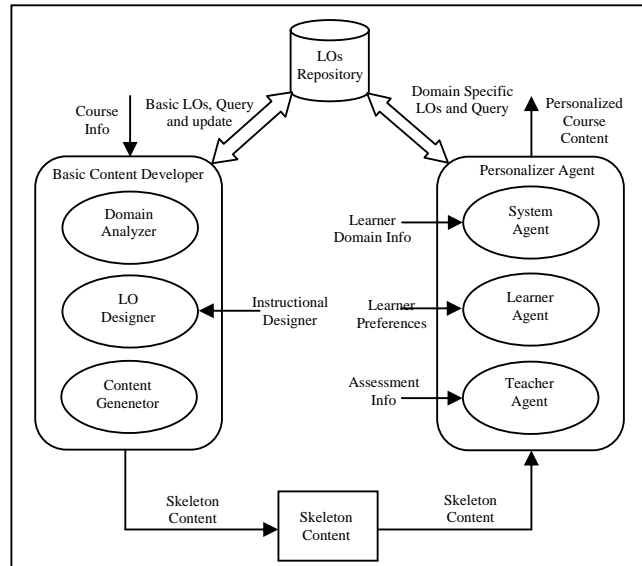 LOs
Repository
Course
Info
Basic LOs, Query
and update
Domain Specific
LOs and Query
Personalized
Course
Content
Basic Content Developer
Domain
Analyzer
LO
Designer
Content
Genenetor
Instructional
Designer
Personalizer Agent
Learner
Domain Info
System
Agent
Learner
Preferences
Learner
Agent
Assessment
Info
Teacher
Agent
Skeleton
Content
Skeleton
Content
Skeleton
Content